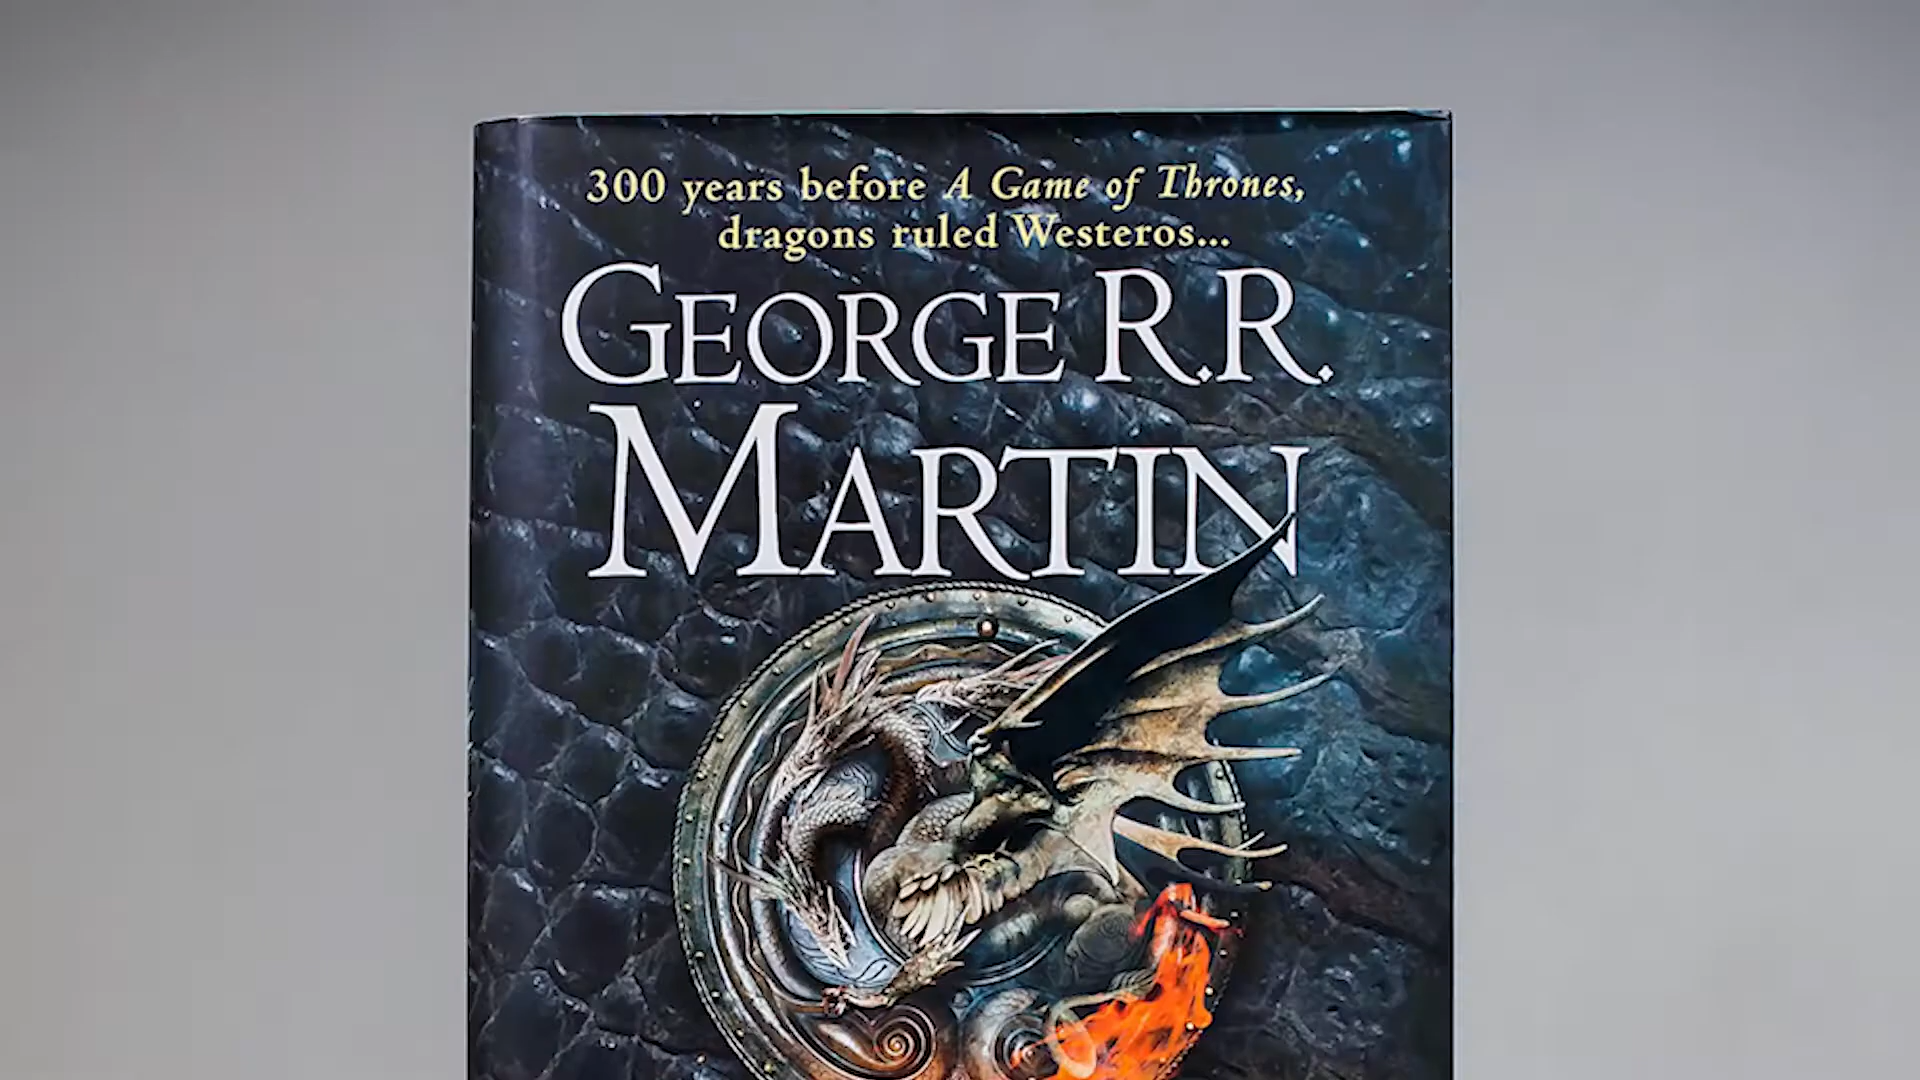 300 years before A Game of Thrones,
dragons ruled Westeros...
GEORGE R.R.
MARTIN